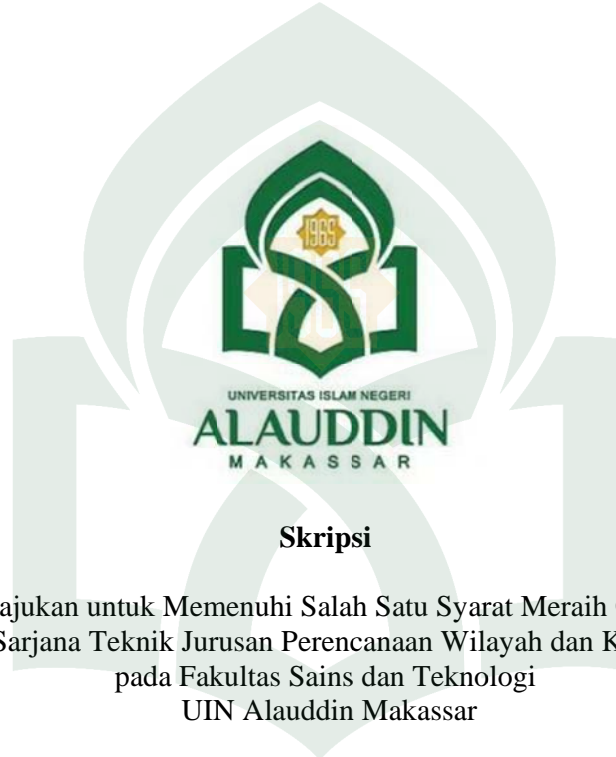 1965
UNIVERSITAS ISLAM NEGERI
ALAUDDIN
MAKASSAR
Skripsi
ajukan untuk Memenuhi Salah Satu Syarat Meraih
Sarjana Teknik Jurusan Perencanaan Wilayah dan K
pada Fakultas Sains dan Teknologi
UIN Alauddin Makassar